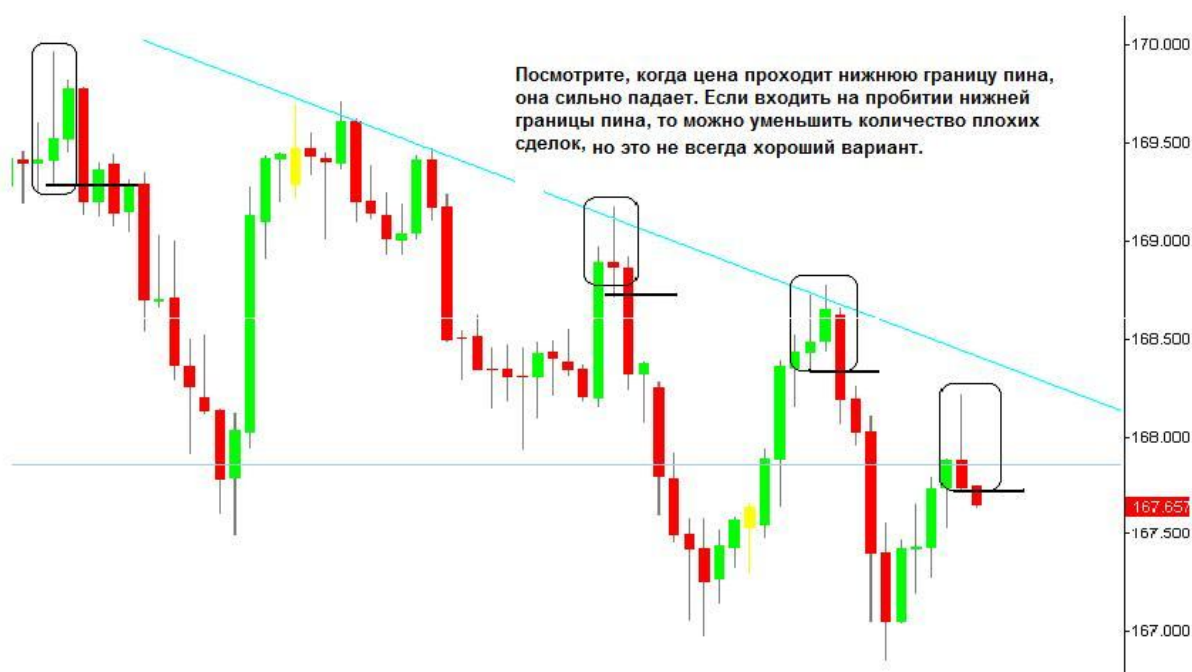 Посмотрите, когда цена проходит нижнюю границу пина,
она сильно падает. Если входить на пробитии нижней
границы пина, то можно уменьшить количество плохих
сделок, но это не всегда хороший вариант.
170.000
169.500
169.000
168.500
168.000
167.657
167.500
167.000